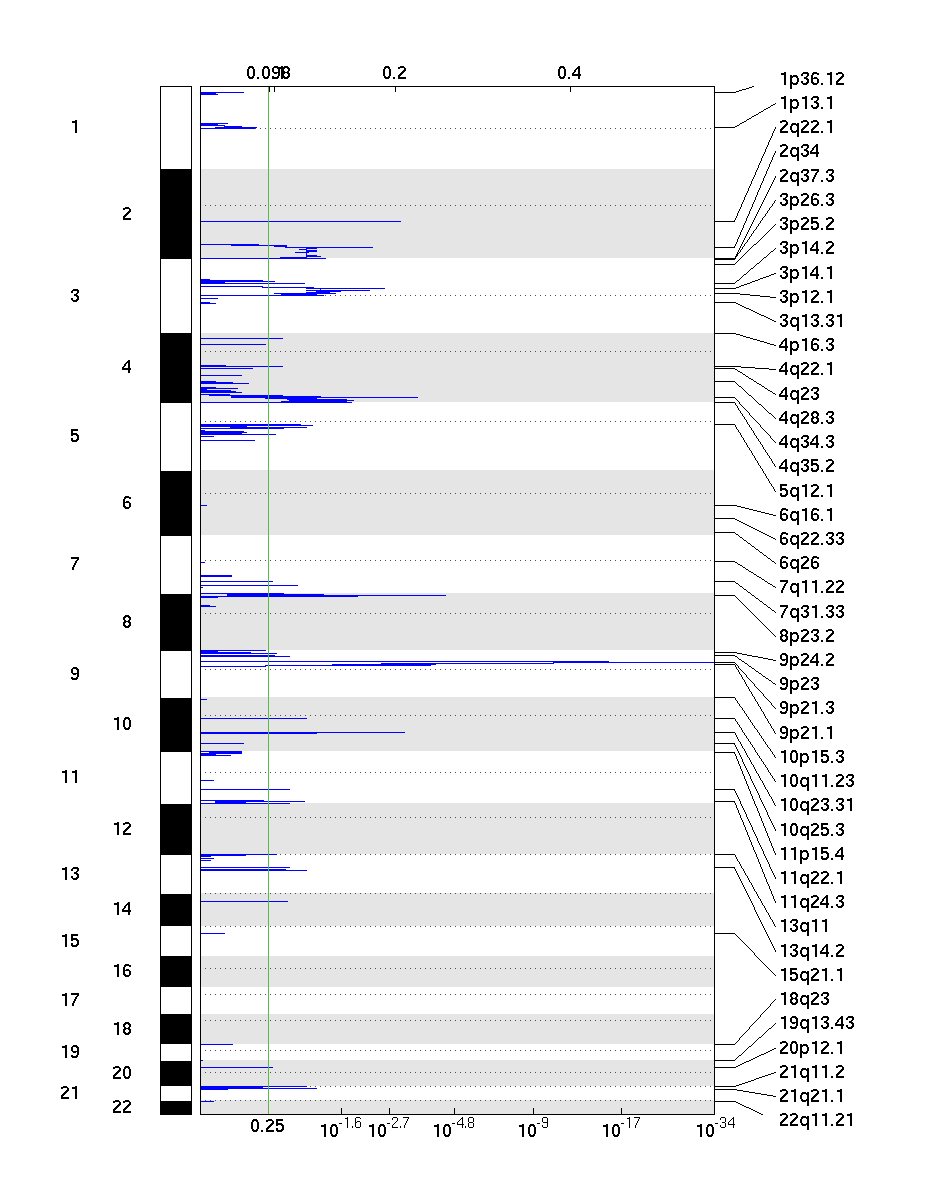 0.098 0.2 0.4
1
2
3
4
5
6
7
8
9
10
11
12
13
14
15
16
17
18
19
20
21
22
1p36.12
1p13.1
2q22.1
2q34
2q37.3
3p26.3
3p25.2
3p14.2
3p14.1
3p12.1
3q13.31
4p16.3
4q22.1
4q23
4q28.3
4q34.3
4q35.2
5q12.1
6q16.1
6q22.33
6q26
7q11.22
7q31.33
8p23.2
9p24.2
9p23
9p21.3
9p21.1
10p15.3
10q11.23
10q23.31
10q25.3
11p15.4
11q22.1
11q24.3
13q11
13q14.2
15q21.1
18q23
19q13.43
20p12.1
21q11.2
21q21.1
22q11.21
0.25 10^-1.6 10^-2.7 10^-4.8 10^-9 10^-17 10^-34